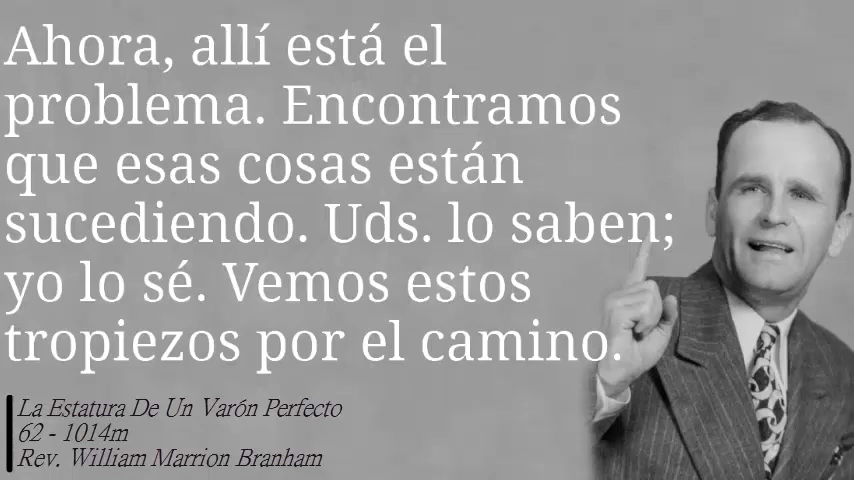 Ahora, allí está el
problema. Encontramos
que esas cosas están
sucediendo. Uds. lo saben;
yo lo sé. Vemos estos
tropiezos por el camino.
La Estatura De Un Varón Perfecto
62 - 1014m
Rev. William Marrion Branham